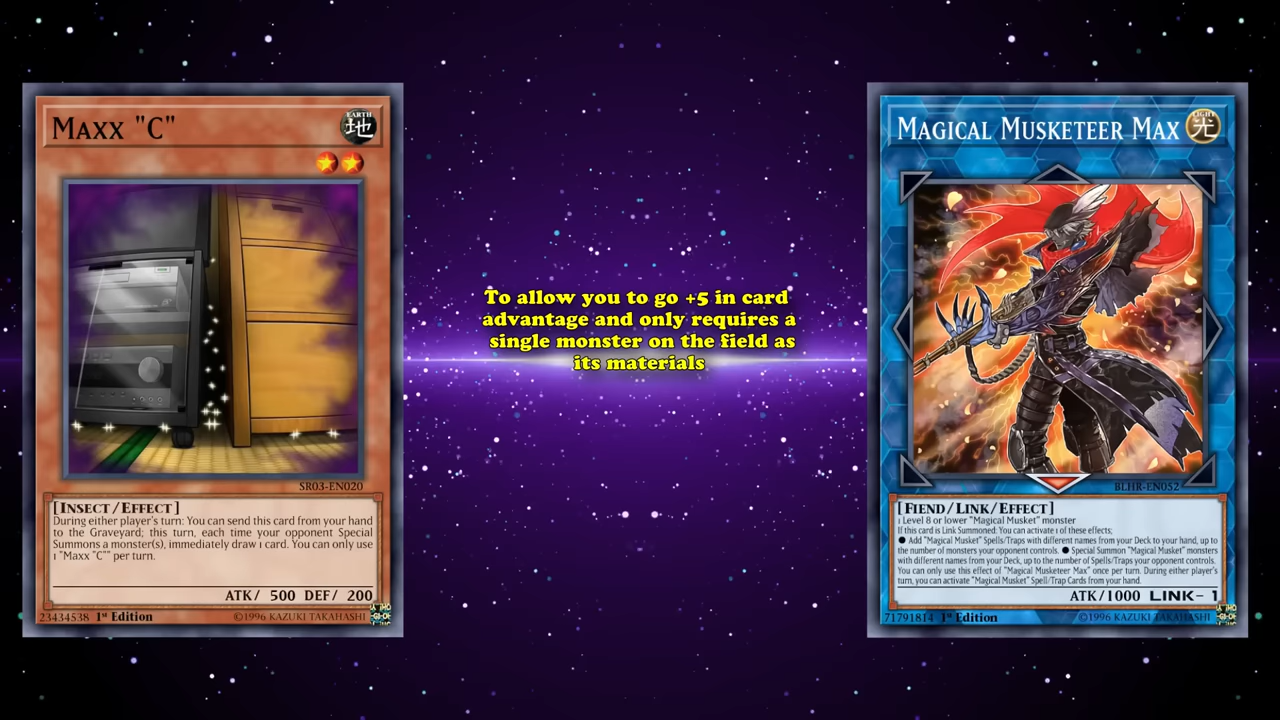 Maxx "C"
EARTH
地
SR03-EN020
[Insect/Effect]
During either player's turn: You can send this card from your hand
to the Graveyard; this turn, each time your opponent Special
Summons a monster(s), immediately draw 1 card. You can only use
1 "Maxx "C"" per turn.
ATK/ 500 DEF/ 200
23434538 1st Edition
©1996 KAZUKI TAKAHASHI
To allow you to go +5 in card
advantage and only requires a
single monster on the field as
its materials
Magical Musketeer Max
LIGHT
光
BLHR-EN052
[Fiend/Link/Effect]
1 Level 8 or lower "Magical Musket" monster
If this card is Link Summoned: You can activate 1 of these effects;
● Add "Magical Musket" Spells/Traps with different names from your Deck to your hand, up to
the number of monsters your opponent controls. ● Special Summon "Magical Musket" monsters
with different names from your Deck, up to the number of Spells/Traps your opponent controls.
You can only use this effect of "Magical Musketeer Max" once per turn. During either player's
turn, you can activate "Magical Musket" Spell/Trap Cards from your hand.
ATK/1000 LINK-1
71791814 1st Edition
©1996 KAZUKI TAKAHASHI